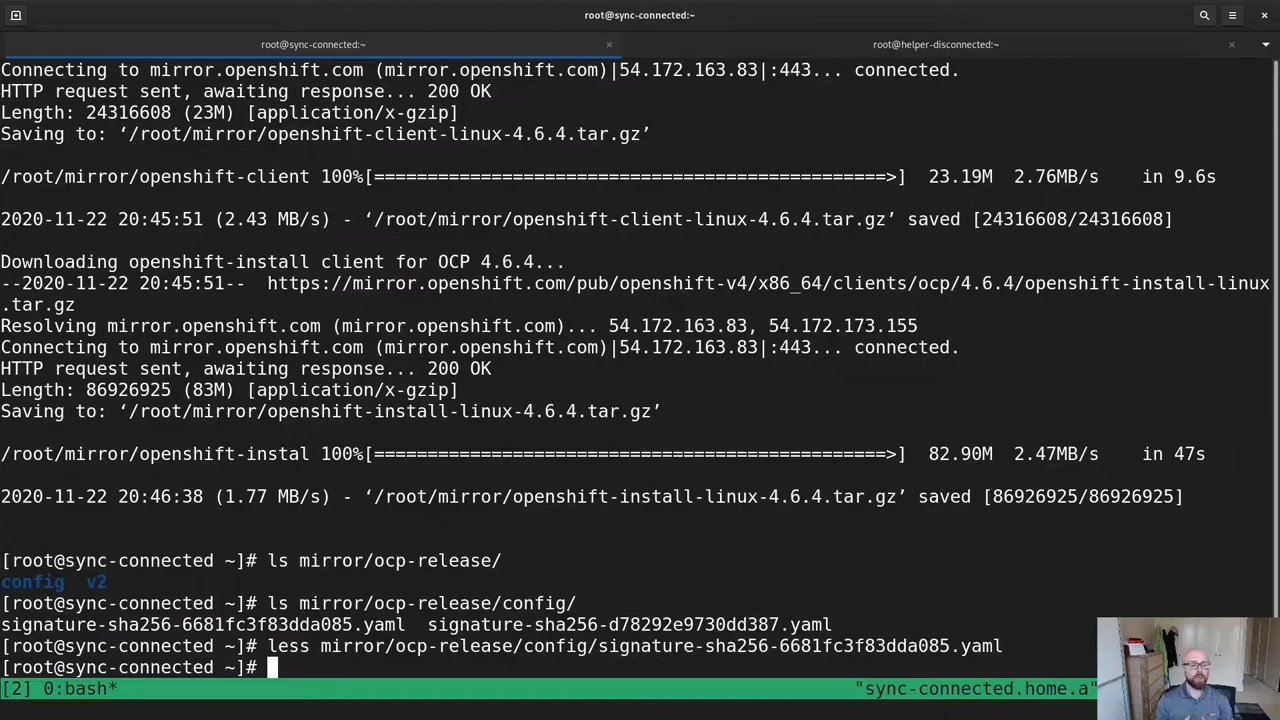 root@sync-connected:~
root@sync-connected:~
root@helper-disconnected:~
Connecting to mirror.openshift.com (mirror.openshift.com)|54.172.163.83|:443... connected.
HTTP request sent, awaiting response... 200 OK
Length: 24316608 (23M) [application/x-gzip]
Saving to: ‘/root/mirror/openshift-client-linux-4.6.4.tar.gz’
/root/mirror/openshift-client 100%[================================================>]  23.19M  2.76MB/s    in 9.6s
2020-11-22 20:45:51 (2.43 MB/s) - ‘/root/mirror/openshift-client-linux-4.6.4.tar.gz’ saved [24316608/24316608]
Downloading openshift-install client for OCP 4.6.4...
--2020-11-22 20:45:51--  https://mirror.openshift.com/pub/openshift-v4/x86_64/clients/ocp/4.6.4/openshift-install-linux
.tar.gz
Resolving mirror.openshift.com (mirror.openshift.com)... 54.172.163.83, 54.172.173.155
Connecting to mirror.openshift.com (mirror.openshift.com)|54.172.163.83|:443... connected.
HTTP request sent, awaiting response... 200 OK
Length: 86926925 (83M) [application/x-gzip]
Saving to: ‘/root/mirror/openshift-install-linux-4.6.4.tar.gz’
/root/mirror/openshift-instal 100%[================================================>]  82.90M  2.47MB/s    in 47s
2020-11-22 20:46:38 (1.77 MB/s) - ‘/root/mirror/openshift-install-linux-4.6.4.tar.gz’ saved [86926925/86926925]
[root@sync-connected ~]# ls mirror/ocp-release/
config  v2
[root@sync-connected ~]# ls mirror/ocp-release/config/
signature-sha256-6681fc3f83dda085.yaml  signature-sha256-d78292e9730dd387.yaml
[root@sync-connected ~]# less mirror/ocp-release/config/signature-sha256-6681fc3f83dda085.yaml
[root@sync-connected ~]#
[2] 0:bash* "sync-connected.home.a"